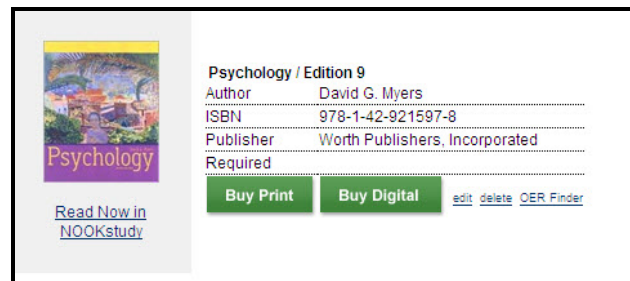 Psychology
Read Now in
NOOKstudy
Psychology / Edition 9
Author David G. Myers
ISBN 978-1-42-921597-8
Publisher Worth Publishers, Incorporated
Required
Buy Print Buy Digital edit delete OER Finder